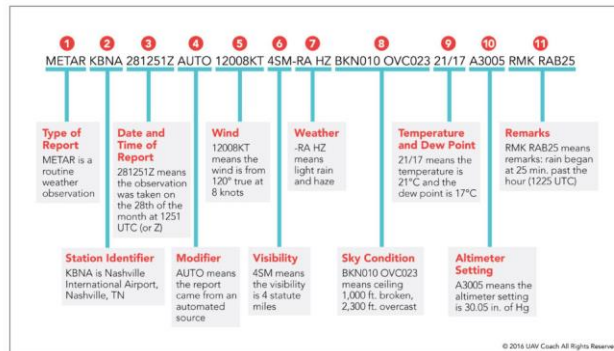 1 2 3 4 5 6 7 8 9 10 11
METAR KBNA 281251Z AUTO 12008KT 4SM-RA HZ BKN010 OVC023 21/17 A3005 RMK RAB25
Type of
Report
METAR is a
routine
weather
observation
Date and
Time of
Report
281251Z means
the observation
was taken on
the 28th of the
month at 1251
UTC (or Z)
Wind
12008KT
means the
wind is from
120° true at
8 knots
Weather
-RA HZ
means
light rain
and haze
Temperature
and Dew Point
21/17 means the
temperature is
21°C and the
dew point is 17°C
Remarks
RMK RAB25 means
remarks: rain began
at 25 min. past the
hour (1225 UTC)
Station Identifier
KBNA is Nashville
International Airport,
Nashville, TN
Modifier
AUTO means
the report
came from an
automated
source
Visibility
4SM means
the visibility
is 4 statute
miles
Sky Condition
BKN010 OVC023
means ceiling
1,000 ft. broken,
2,300 ft. overcast
Altimeter
Setting
A3005 means the
altimeter setting
is 30.05 in. of Hg
© 2016 UAV Coach All Rights Reserve